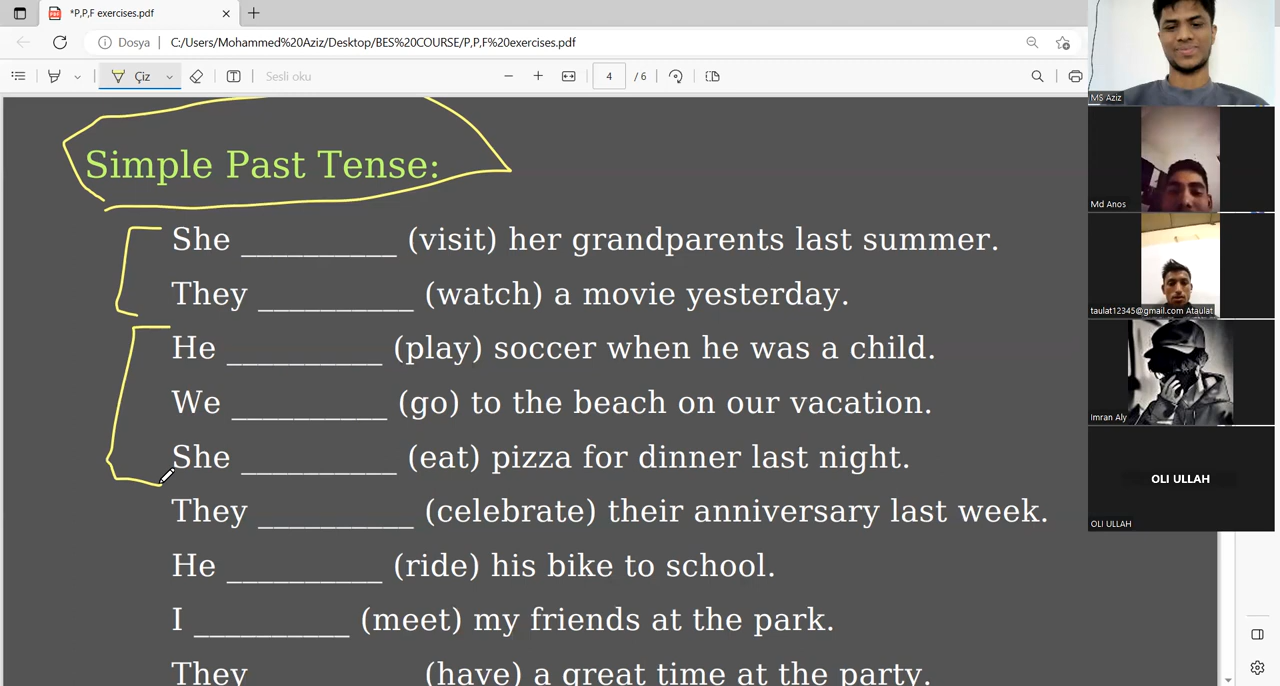 *P,P,F exercises.pdf
Dosya
C:/Users/Mohammed%20Aziz/Desktop/BES%20COURSE/P,P,F%20exercises.pdf
Çiz
Sesli oku
4 / 6
Simple Past Tense:
She __________ (visit) her grandparents last summer.
They __________ (watch) a movie yesterday.
He __________ (play) soccer when he was a child.
We __________ (go) to the beach on our vacation.
She __________ (eat) pizza for dinner last night.
They __________ (celebrate) their anniversary last week.
He __________ (ride) his bike to school.
I __________ (meet) my friends at the park.
They __________ (have) a great time at the party.
MS Aziz
Md Anos
taulat12345@gmail.com Ataulat
Imran Aly
OLI ULLAH
OLI ULLAH